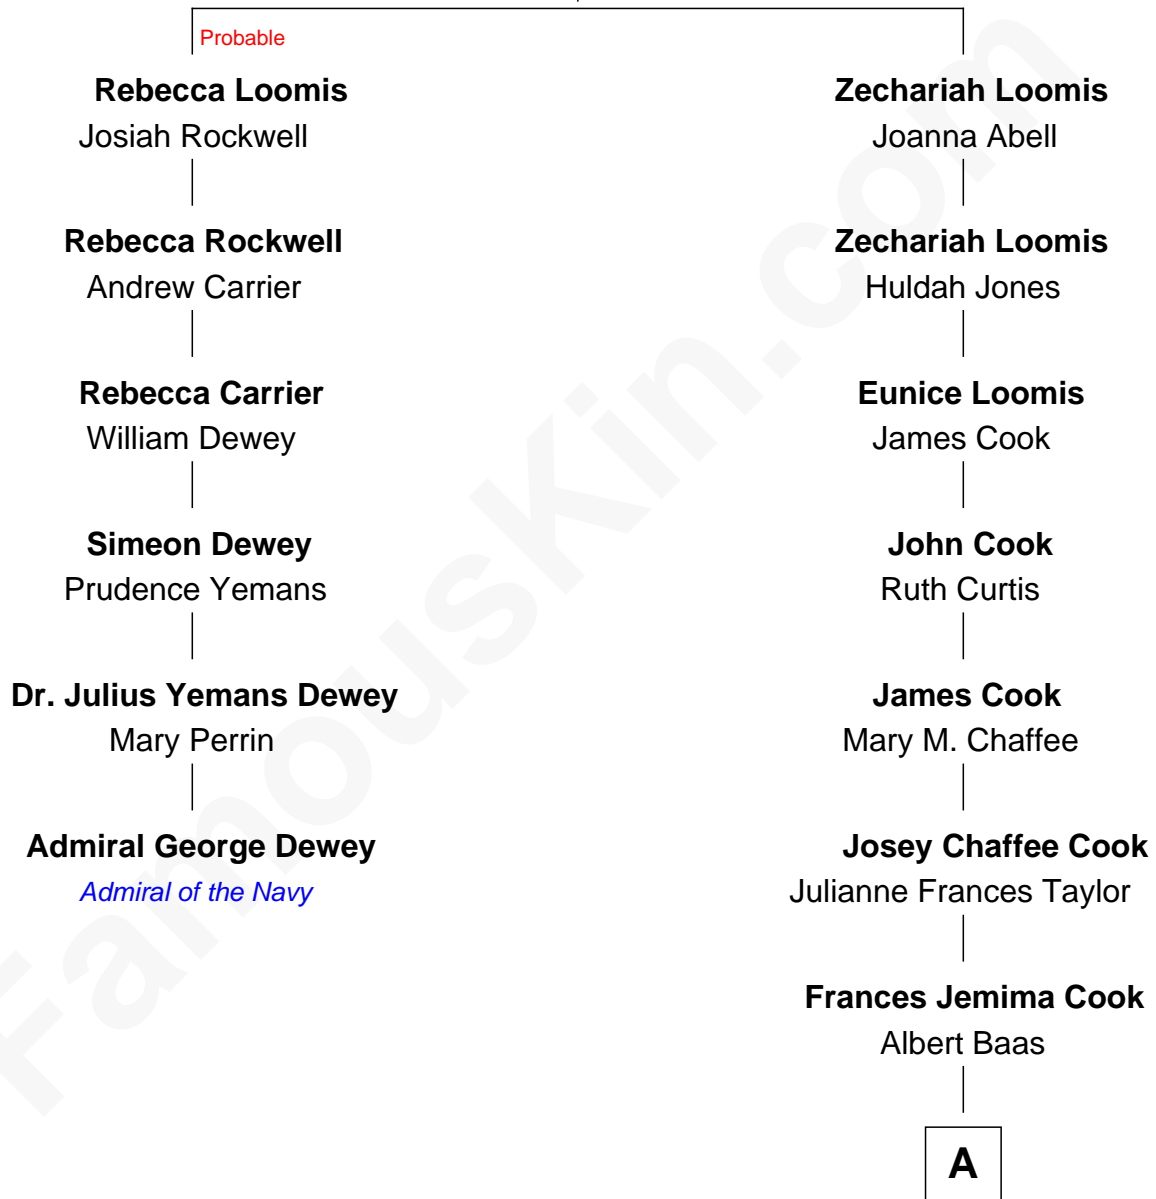 Probable
Rebecca Loomis
Josiah Rockwell
Rebecca Rockwell
Andrew Carrier
Rebecca Carrier
William Dewey
Simeon Dewey
Prudence Yemans
Dr. Julius Yemans Dewey
Mary Perrin
Admiral George Dewey
Admiral of the Navy
Zechariah Loomis
Joanna Abell
Zechariah Loomis
Huldah Jones
Eunice Loomis
James Cook
John Cook
Ruth Curtis
James Cook
Mary M. Chaffee
Josey Chaffee Cook
Julianne Frances Taylor
Frances Jemima Cook
Albert Baas
A
FamousKin.com